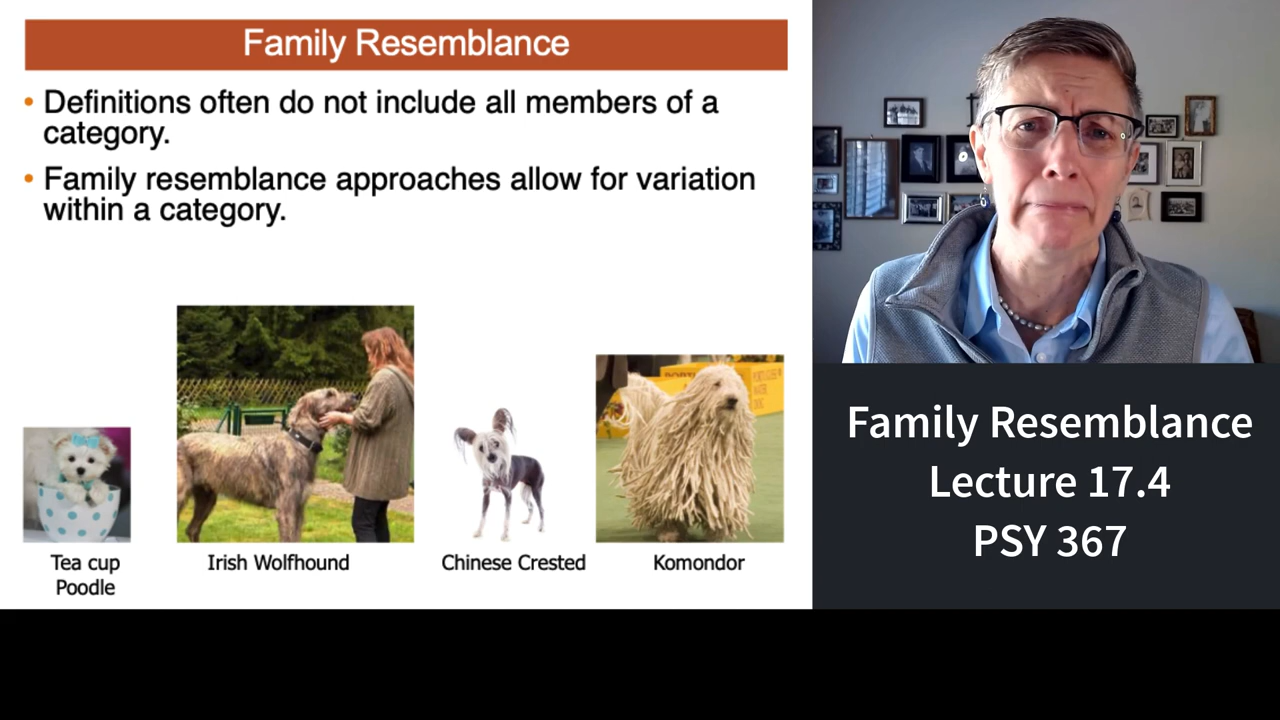 Family Resemblance
• Definitions often do not include all members of a
category.
• Family resemblance approaches allow for variation
within a category.
Tea cup
Poodle
Irish Wolfhound
Chinese Crested
Komondor
Family Resemblance
Lecture 17.4
PSY 367